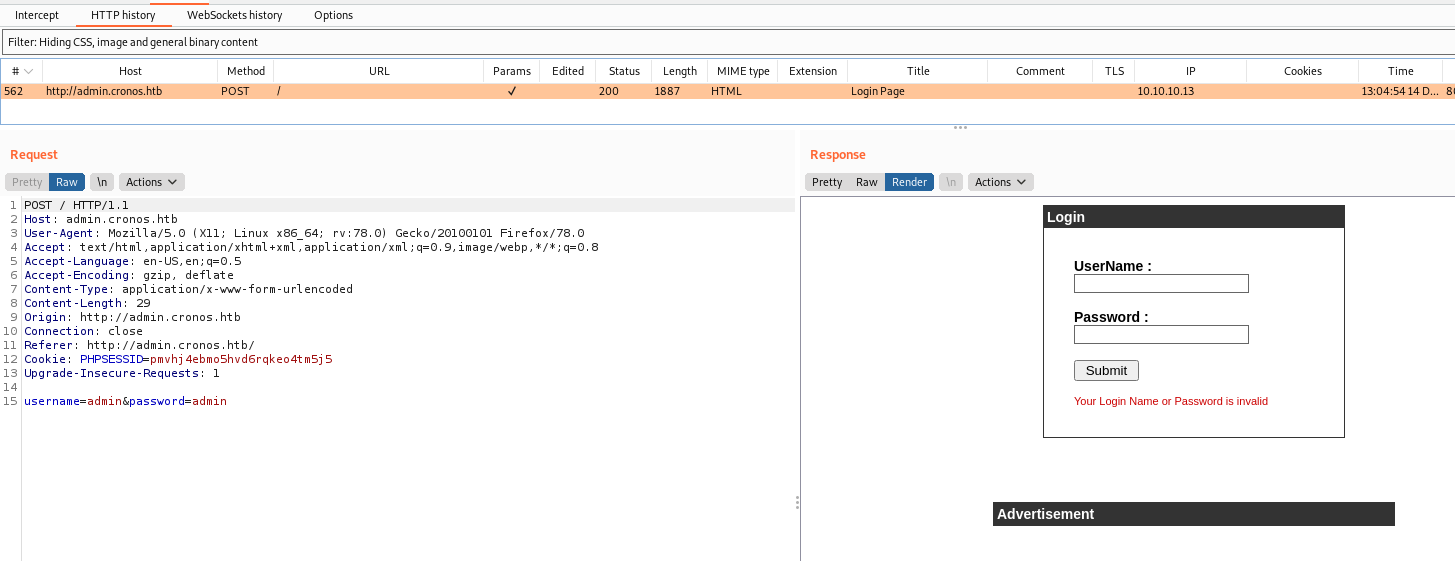 Intercept HTTP history WebSockets history Options
Filter: Hiding CSS, image and general binary content
# Host Method URL Params Edited Status Length MIME type Extension Title Comment TLS IP Cookies Time
562 http://admin.cronos.htb POST / ✓ 200 1887 HTML Login Page 10.10.10.13 13:04:54 14 D...
Request
Pretty Raw \n Actions
1 POST / HTTP/1.1
2 Host: admin.cronos.htb
3 User-Agent: Mozilla/5.0 (X11; Linux x86_64; rv:78.0) Gecko/20100101 Firefox/78.0
4 Accept: text/html,application/xhtml+xml,application/xml;q=0.9,image/webp,*/*;q=0.8
5 Accept-Language: en-US,en;q=0.5
6 Accept-Encoding: gzip, deflate
7 Content-Type: application/x-www-form-urlencoded
8 Content-Length: 29
9 Origin: http://admin.cronos.htb
10 Connection: close
11 Referer: http://admin.cronos.htb/
12 Cookie: PHPSESSID=pmvhj4ebmo5hvd6rqkeo4tm5j5
13 Upgrade-Insecure-Requests: 1
14
15 username=admin&password=admin
Response
Pretty Raw Render \n Actions
Login
UserName :
Password :
Submit
Your Login Name or Password is invalid
Advertisement